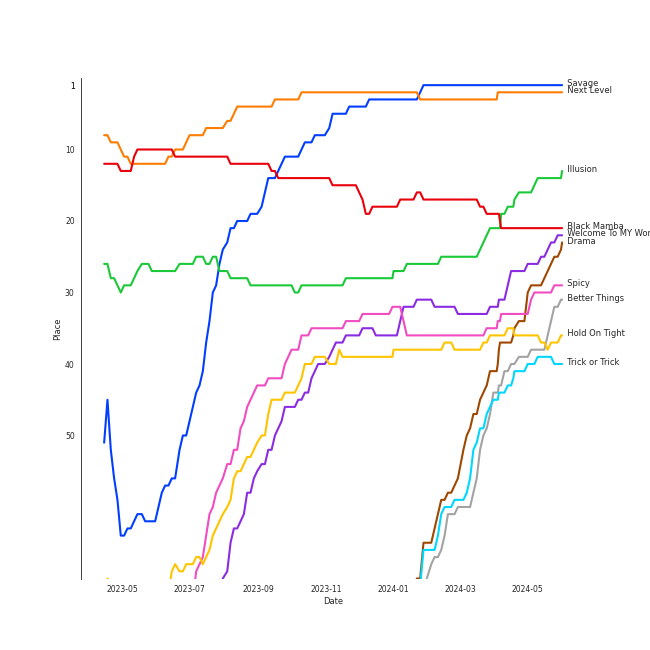 1
10
20
30
40
50
Place
2023-05
2023-07
2023-09
2023-11
2024-01
2024-03
2024-05
Date
Savage
Next Level
Illusion
Black Mamba
Welcome To MY Wor
Drama
Spicy
Better Things
Hold On Tight
Trick or Trick